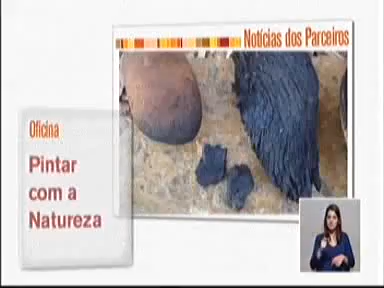 Notícias dos Parceiros
Oficina
Pintar
com a
Natureza